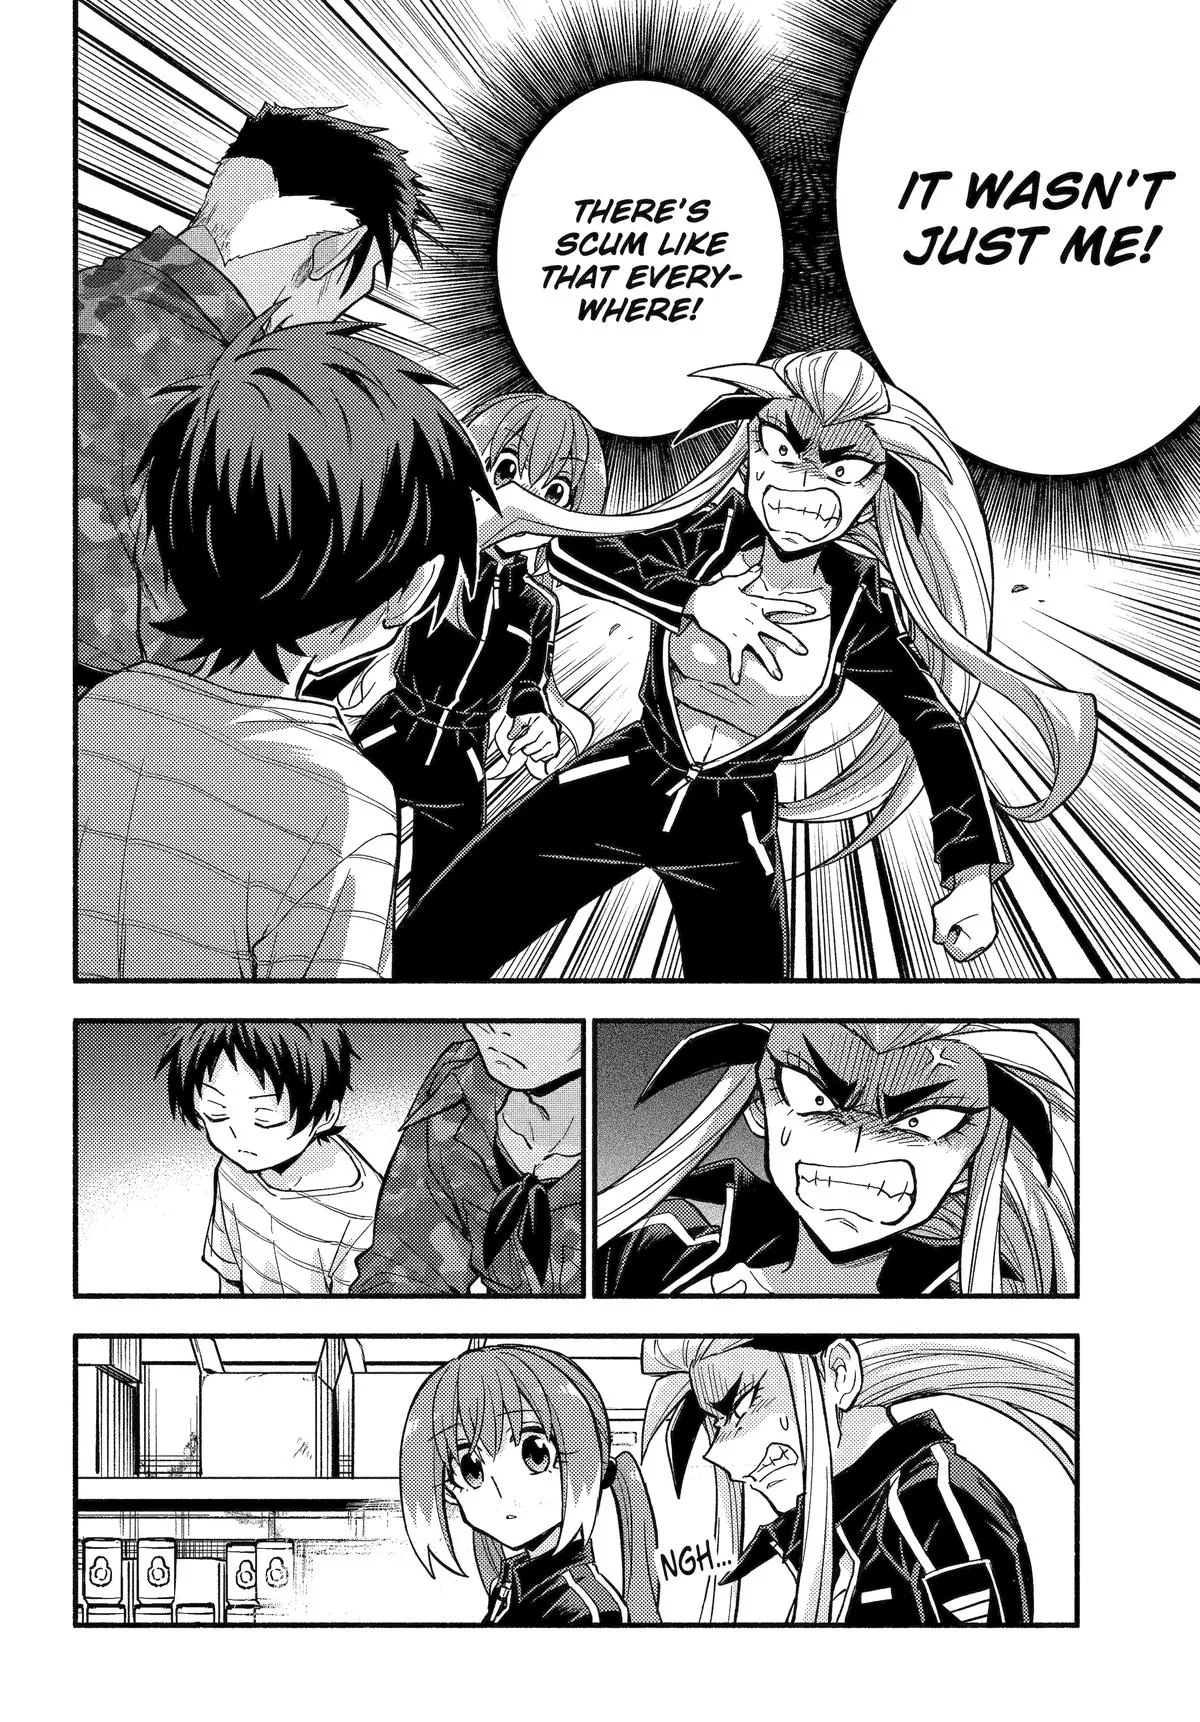 IT WASN'T
JUST ME!
THERE'S
SCUM LIKE
THAT EVERY-
WHERE!
NGH...